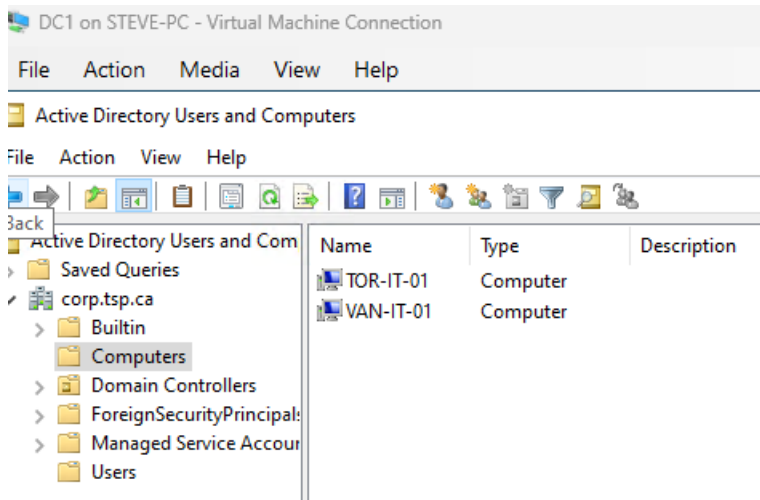 DC1 on STEVE-PC - Virtual Machine Connection
File Action Media View Help
Active Directory Users and Computers
File Action View Help
Back
Active Directory Users and Com
Name Type Description
Saved Queries
TOR-IT-01 Computer
corp.tsp.ca
VAN-IT-01 Computer
Builtin
Computers
Domain Controllers
ForeignSecurityPrincipals
Managed Service Accour
Users